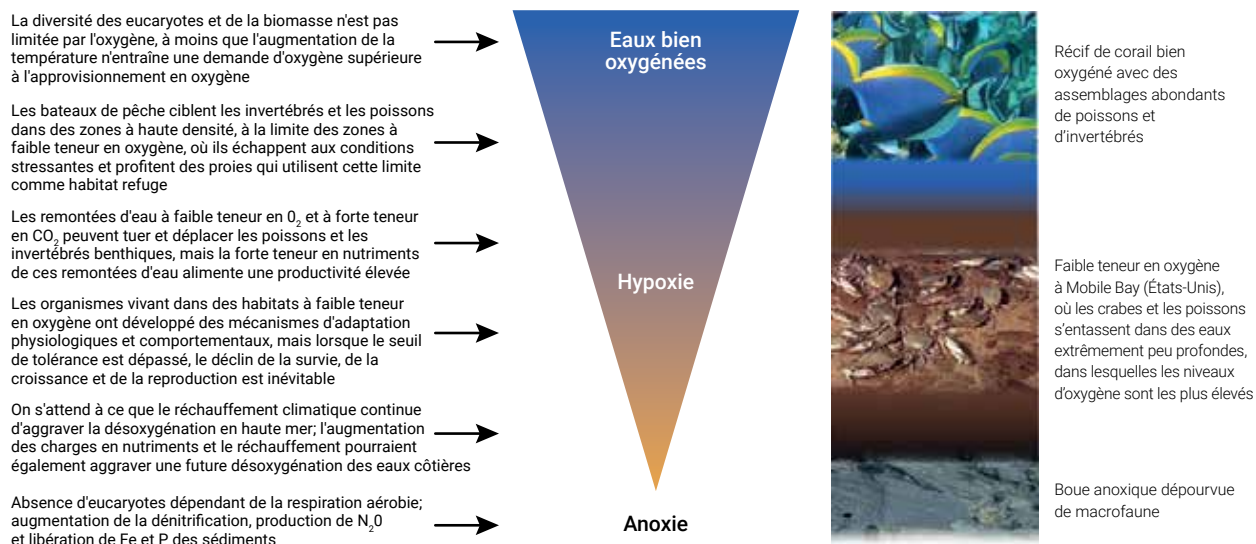 La diversité des eucaryotes et de la biomasse n'est pas
limitée par l'oxygène, à moins que l'augmentation de la
température n'entraîne une demande d'oxygène supérieure
à l'approvisionnement en oxygène
Les bateaux de pêche ciblent les invertébrés et les poissons
dans des zones à haute densité, à la limite des zones à
faible teneur en oxygène, où ils échappent aux conditions
stressantes et profitent des proies qui utilisent cette limite
comme habitat refuge
Les remontées d'eau à faible teneur en 0₂ et à forte teneur
en CO₂ peuvent tuer et déplacer les poissons et les
invertébrés benthiques, mais la forte teneur en nutriments
de ces remontées d'eau alimente une productivité élevée
Les organismes vivant dans des habitats à faible teneur
en oxygène ont développé des mécanismes d'adaptation
physiologiques et comportementaux, mais lorsque le seuil
de tolérance est dépassé, le déclin de la survie, de la
croissance et de la reproduction est inévitable
On s'attend à ce que le réchauffement climatique continue
d'aggraver la désoxygénation en haute mer; l'augmentation
des charges en nutriments et le réchauffement pourraient
également aggraver une future désoxygénation des eaux côtières
Absence d'eucaryotes dépendant de la respiration aérobie;
augmentation de la dénitrification, production de N₂0
et libération de Fe et P des sédiments
Eaux bien
oxygénées
Hypoxie
Anoxie
Récif de corail bien
oxygéné avec des
assemblages abondants
de poissons et
d'invertébrés
Faible teneur en oxygène
à Mobile Bay (États-Unis),
où les crabes et les poissons
s'entassent dans des eaux
extrêmement peu profondes,
dans lesquelles les niveaux
d'oxygène sont les plus élevés
Boue anoxique dépourvue
de macrofaune